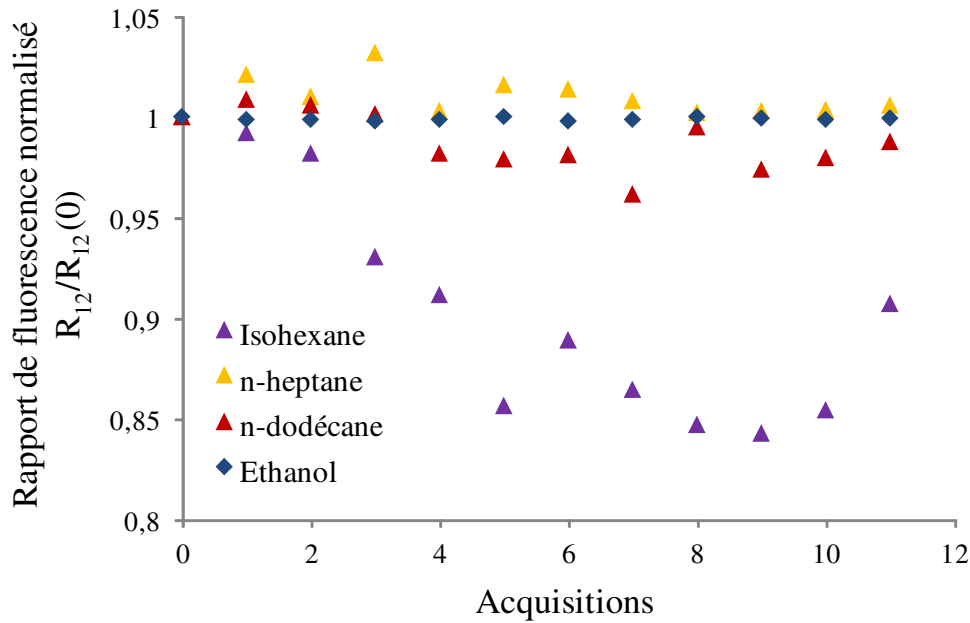 Rapport de fluorescence normalisé
R12/R12(0)
1,05
1
0,95
0,9
0,85
0,8
Isohexane
n-heptane
n-dodécane
Ethanol
0 2 4 6 8 10 12
Acquisitions